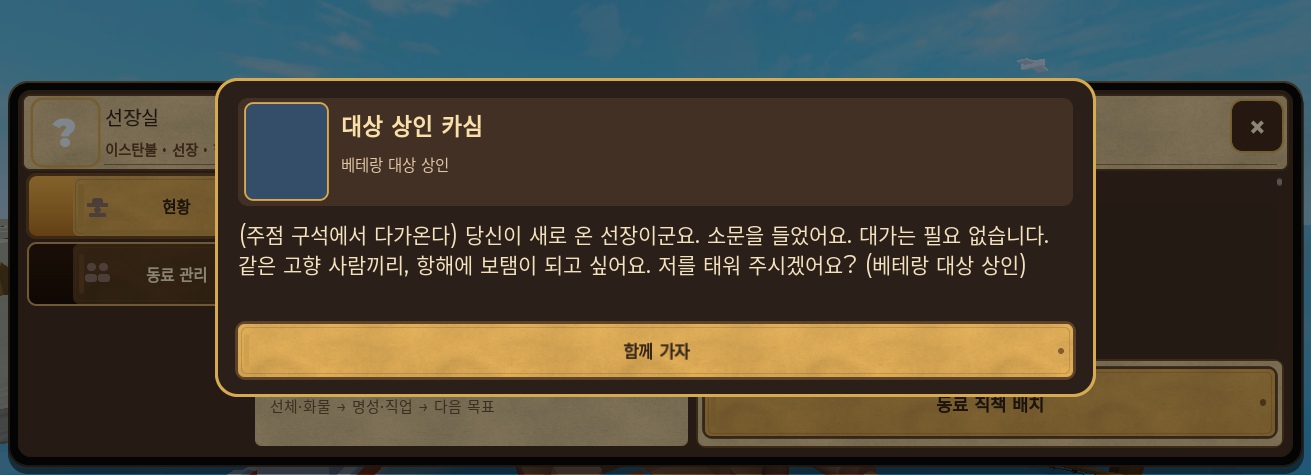 선장실
이스탄불 · 선장 ·
현황
동료 관리
대상 상인 카심
베테랑 대상 상인
(주점 구석에서 다가온다) 당신이 새로 온 선장이군요. 소문을 들었어요. 대가는 필요 없습니다.
같은 고향 사람끼리, 항해에 보탬이 되고 싶어요. 저를 태워 주시겠어요? (베테랑 대상 상인)
함께 가자
선체·화물 → 명성·직업 → 다음 목표
동료 직책 배치